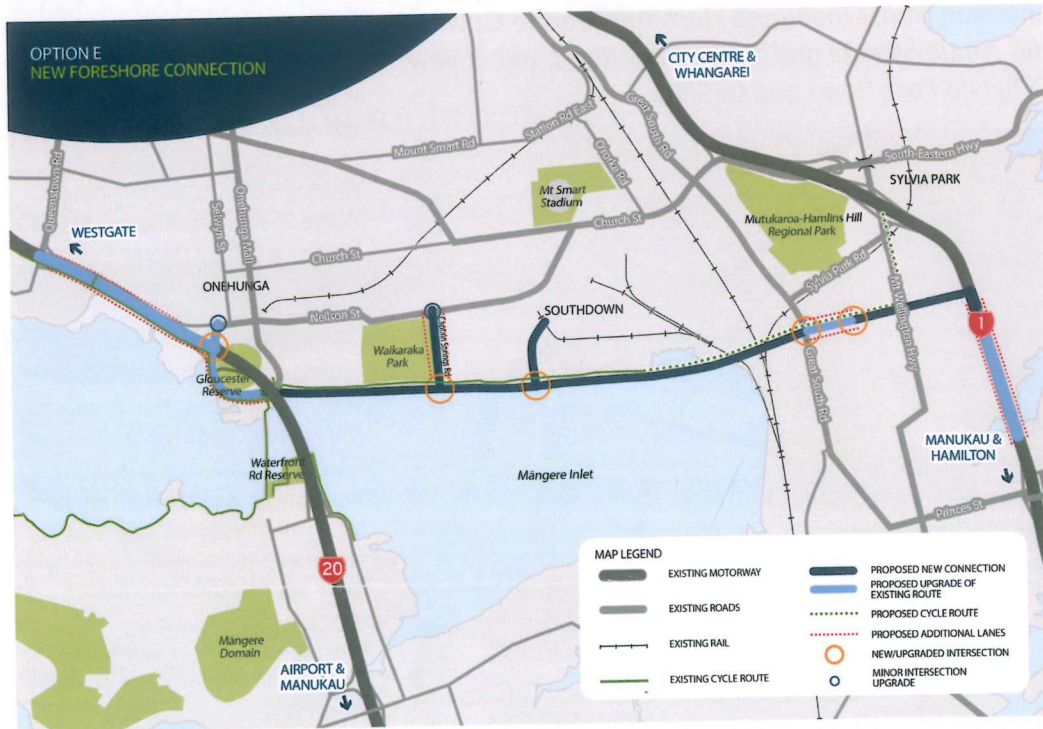 OPTION E
NEW FORESHORE CONNECTION
CITY CENTRE &
WHANGAREI
Queenstown Rd
Selwyn St
Onehunga Mall
Mount Smart Rd
Station Rd East
O'Rorke Rd
Great South Rd
South-Eastern Hwy
SYLVIA PARK
Mt Smart
Stadium
Mutukaroa-Hamlins Hill
Regional Park
WESTGATE
Church St
Church St
Sylvia Park Rd
ONEHUNGA
Neilson St
SOUTHDOWN
Mt Wellington Hwy
1
Waikaraka
Park
Captain Springs Rd
Gloucester
Reserve
Great South Rd
MANUKAU &
HAMILTON
Waterfront
Rd Reserve
Māngere Inlet
Princes St
20
Māngere
Domain
AIRPORT &
MANUKAU
MAP LEGEND
EXISTING MOTORWAY
EXISTING ROADS
EXISTING RAIL
EXISTING CYCLE ROUTE
PROPOSED NEW CONNECTION
PROPOSED UPGRADE OF
EXISTING ROUTE
PROPOSED CYCLE ROUTE
PROPOSED ADDITIONAL LANES
NEW/UPGRADED INTERSECTION
MINOR INTERSECTION
UPGRADE